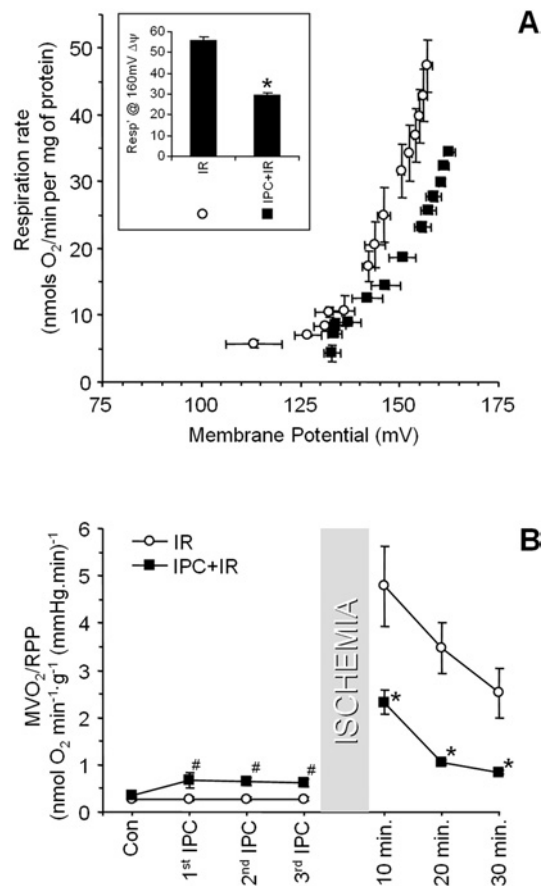 A
Respiration rate
(nmols O₂/min per mg of protein)
50
40
30
20
10
0
Resp' @ 160mV Δψ
60
50
40
30
20
10
0
*
IR
IPC+IR
75
100
125
150
175
Membrane Potential (mV)
B
MVO₂/RPP
(nmol O₂ min⁻¹·g⁻¹ (mmHg.min)⁻¹
6
5
4
3
2
1
0
IR
IPC+IR
# # #
ISCHEMIA
* * *
Con
1st IPC
2nd IPC
3rd IPC
10 min.
20 min.
30 min.